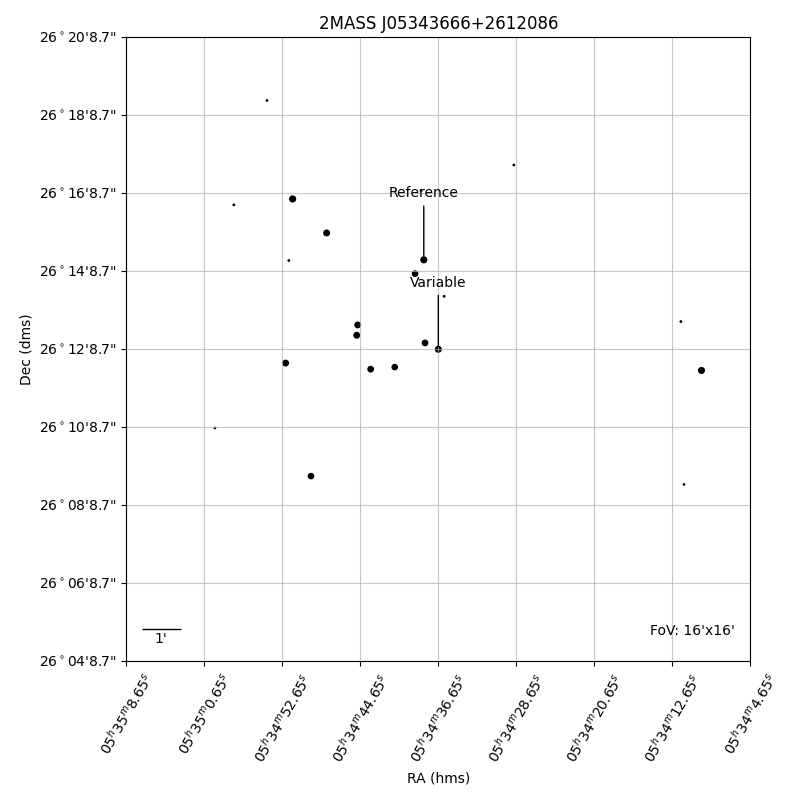 2MASS J05343666+2612086
26°20'8.7"
26°18'8.7"
26°16'8.7"
26°14'8.7"
26°12'8.7"
26°10'8.7"
26°08'8.7"
26°06'8.7"
26°04'8.7"
Dec (dms)
Reference
Variable
1'
FoV: 16'x16'
05ʰ35ᵐ8.65ˢ
05ʰ35ᵐ0.65ˢ
05ʰ34ᵐ52.65ˢ
05ʰ34ᵐ44.65ˢ
05ʰ34ᵐ36.65ˢ
05ʰ34ᵐ28.65ˢ
05ʰ34ᵐ20.65ˢ
05ʰ34ᵐ12.65ˢ
05ʰ34ᵐ4.65ˢ
RA (hms)